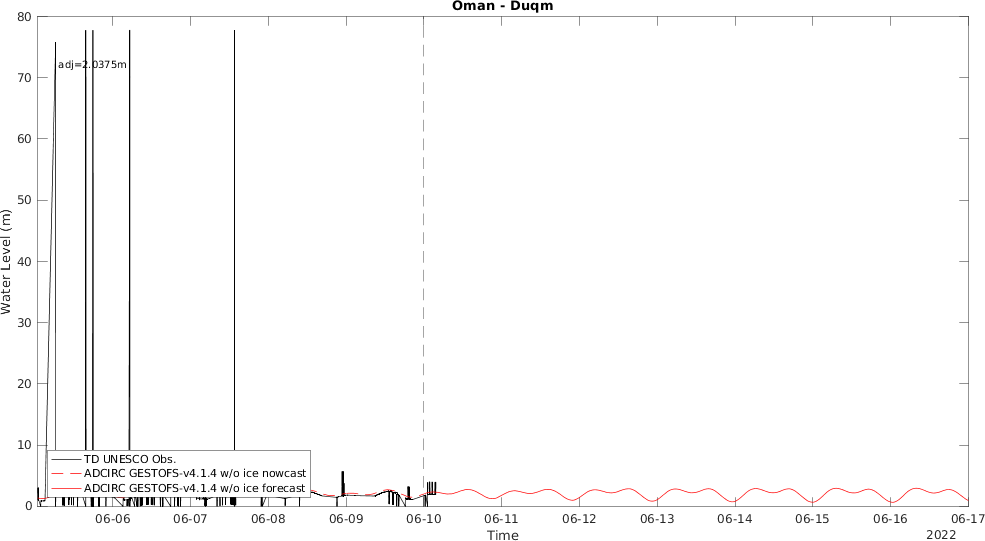 Oman - Duqm
80
70
60
50
40
30
20
10
0
Water Level (m)
adj=2.0375m
TD UNESCO Obs.
ADCIRC GESTOFS-v4.1.4 w/o ice nowcast
ADCIRC GESTOFS-v4.1.4 w/o ice forecast
06-06 06-07 06-08 06-09 06-10 06-11 06-12 06-13 06-14 06-15 06-16 06-17
Time
2022